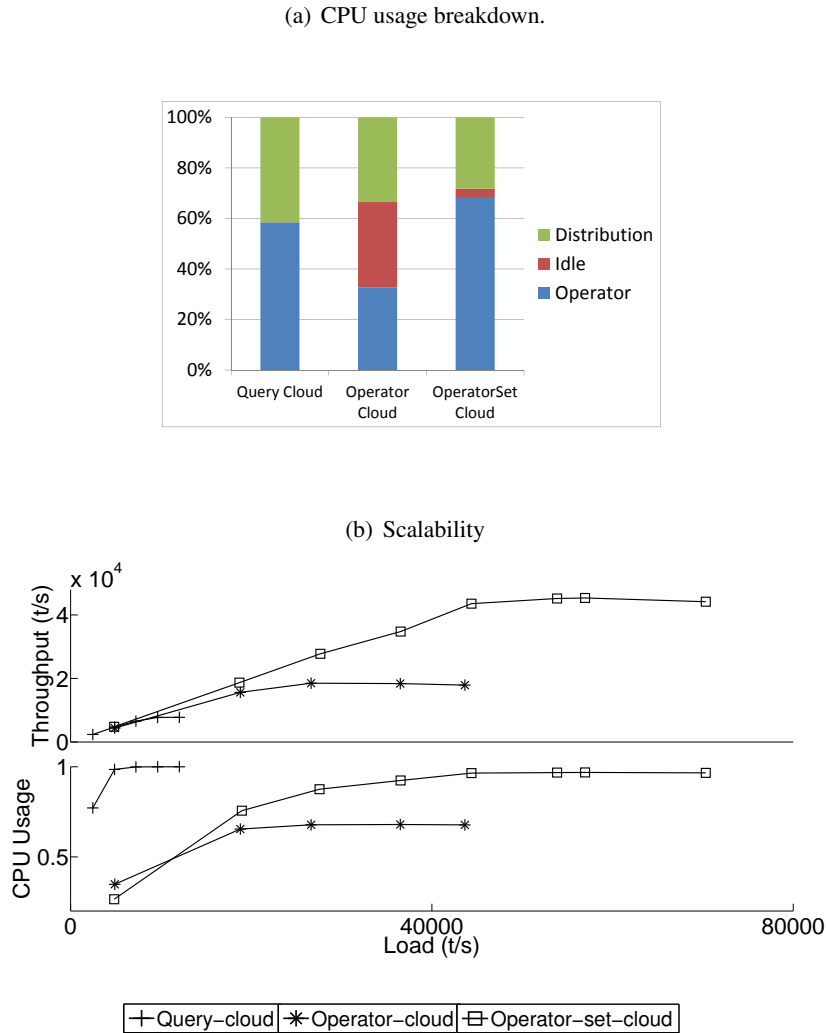 (a) CPU usage breakdown.
100%
80%
60%
40%
20%
0%
Query Cloud
Operator
Cloud
OperatorSet
Cloud
Distribution
Idle
Operator
(b) Scalability
x 10^4
4
2
0
Throughput (t/s)
1
0.5
CPU Usage
0 40000 80000
Load (t/s)
Query-cloud Operator-cloud Operator-set-cloud